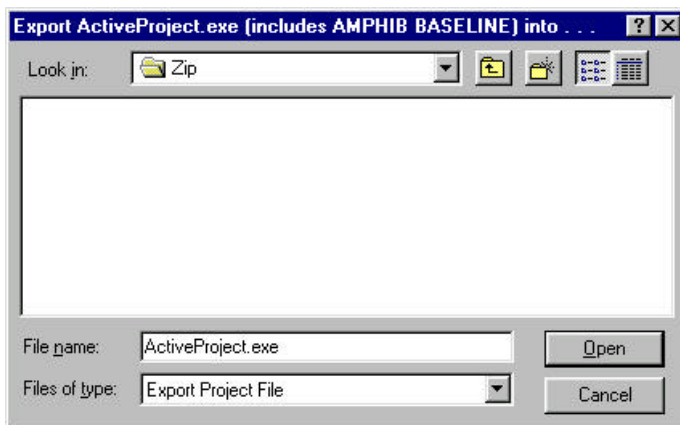 Export ActiveProject.exe (includes AMPHIB BASELINE) into . . .
Look in: Zip
File name: ActiveProject.exe
Open
Files of type: Export Project File
Cancel